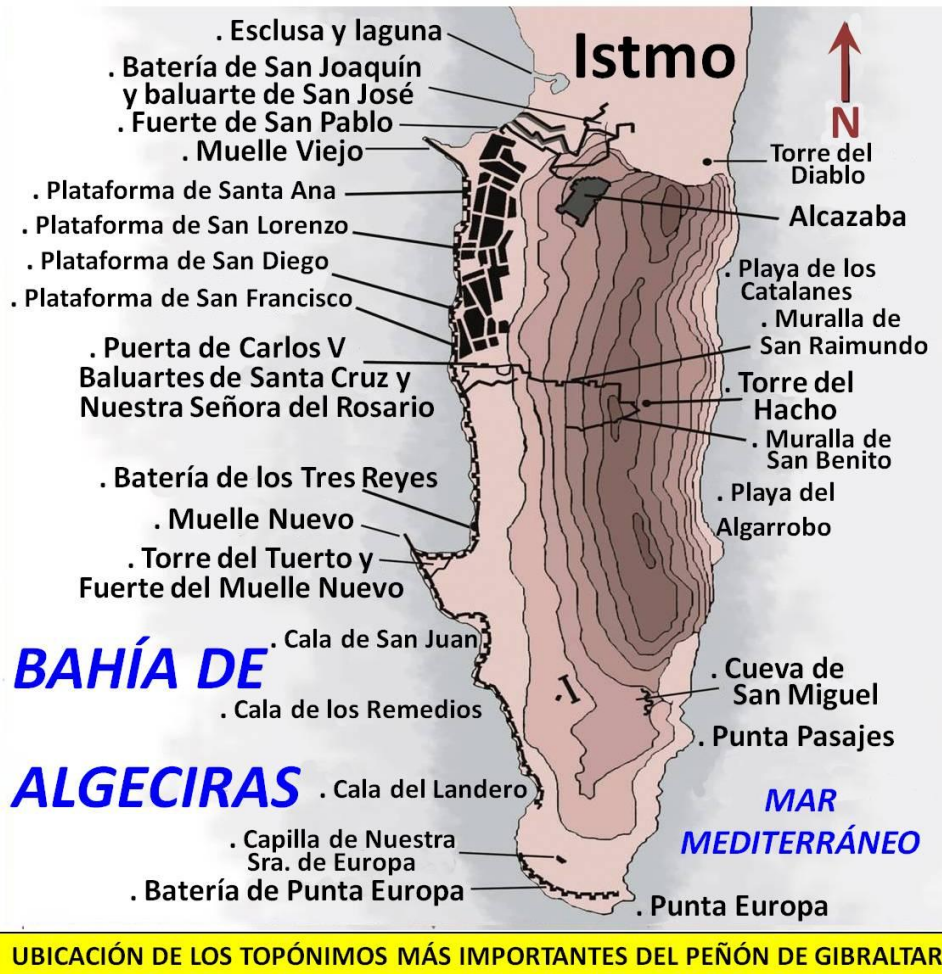 . Esclusa y laguna
Istmo
. Batería de San Joaquín
y baluarte de San José
. Fuerte de San Pablo
. Muelle Viejo
N
Torre del
Diablo
. Plataforma de Santa Ana
Alcazaba
. Plataforma de San Lorenzo
. Plataforma de San Diego
. Plataforma de San Francisco
. Playa de los
Catalanes
. Muralla de
San Raimundo
. Puerta de Carlos V
Baluartes de Santa Cruz y
Nuestra Señora del Rosario
. Torre del
Hacho
. Muralla de
San Benito
. Batería de los Tres Reyes
. Playa del
Algarrobo
. Muelle Nuevo
. Torre del Tuerto y
Fuerte del Muelle Nuevo
. Cala de San Juan
BAHÍA DE
ALGECIRAS
. Cueva de
San Miguel
. Cala de los Remedios
. Punta Pasajes
. Cala del Landero
MAR
MEDITERRÁNEO
. Capilla de Nuestra
Sra. de Europa
. Batería de Punta Europa
. Punta Europa
UBICACIÓN DE LOS TOPÓNIMOS MÁS IMPORTANTES DEL PEÑÓN DE GIBRALTAR